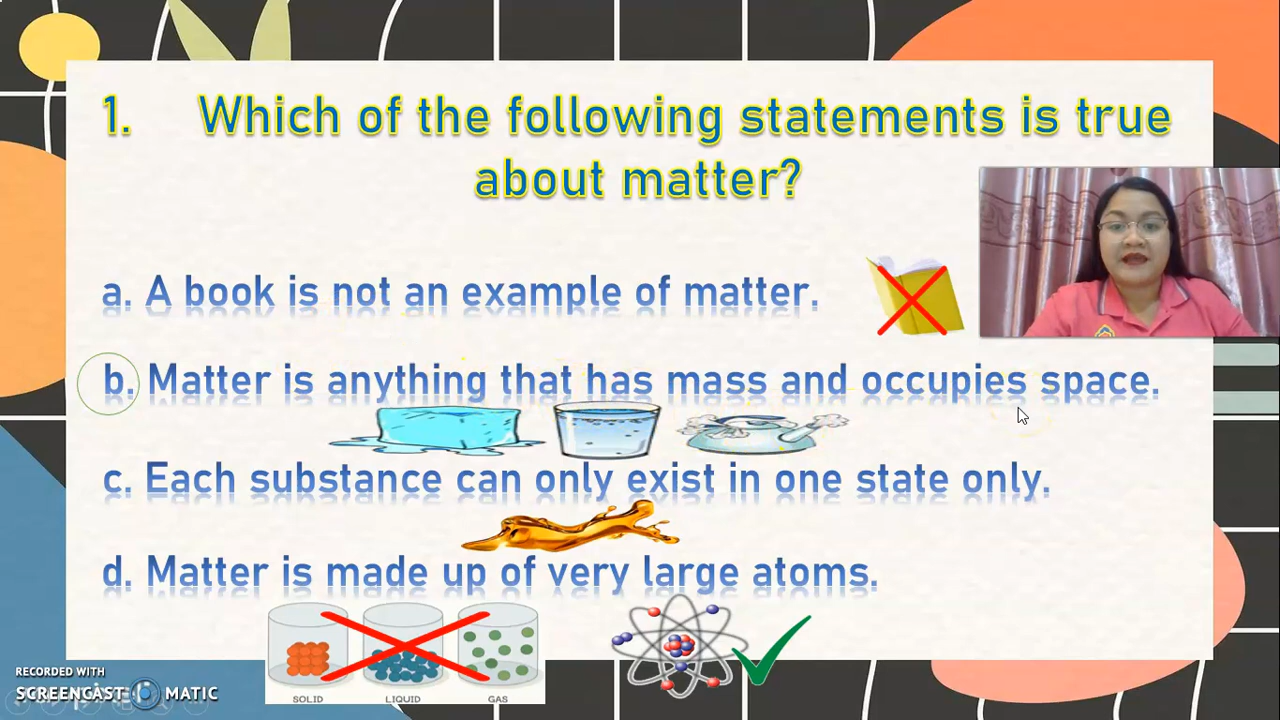 1. Which of the following statements is true
about matter?
a. A book is not an example of matter.
b. Matter is anything that has mass and occupies space.
c. Each substance can only exist in one state only.
d. Matter is made up of very large atoms.
SOLID LIQUID GAS
RECORDED WITH
SCREENCAST MATIC